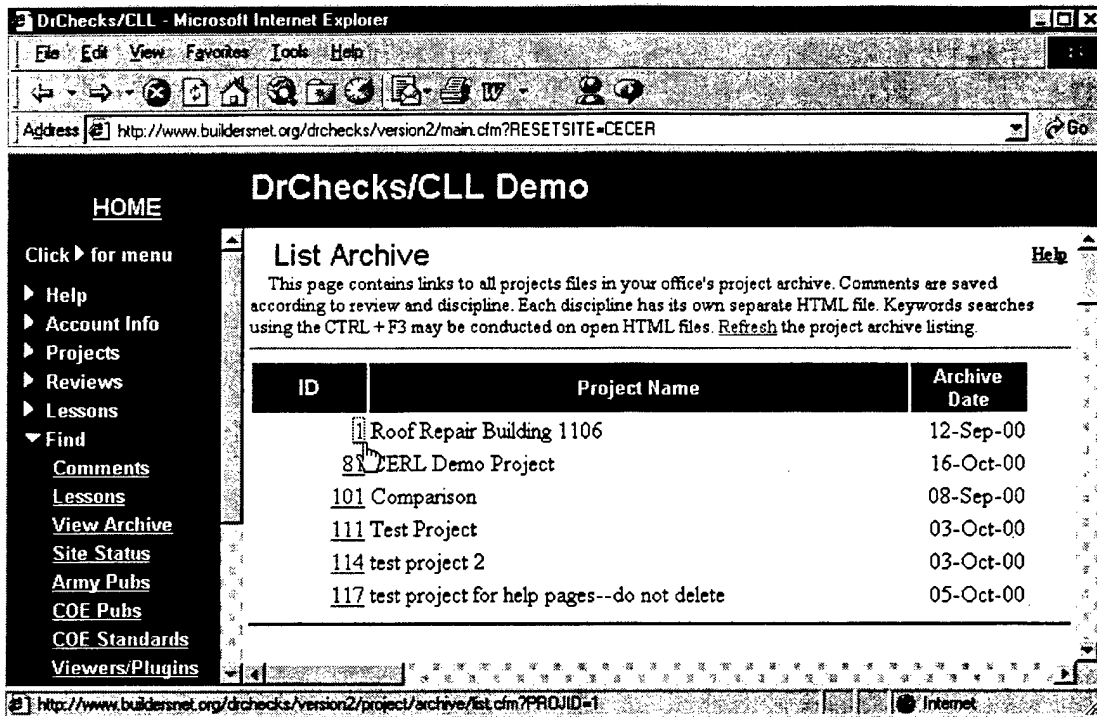 DrChecks/CLL - Microsoft Internet Explorer
File Edit View Favorites Tools Help
Address http://www.buildersnet.org/drchecks/version2/main.cfm?RESETSITE=CECER Go
DrChecks/CLL Demo
HOME
Click for menu
Help
Account Info
Projects
Reviews
Lessons
Find
Comments
Lessons
View Archive
Site Status
Army Pubs
COE Pubs
COE Standards
Viewers/Plugins
List Archive Help
This page contains links to all projects files in your office's project archive. Comments are saved
according to review and discipline. Each discipline has its own separate HTML file. Keywords searches
using the CTRL + F3 may be conducted on open HTML files. Refresh the project archive listing.
ID Project Name Archive Date
1 Roof Repair Building 1106 12-Sep-00
81 CERL Demo Project 16-Oct-00
101 Comparison 08-Sep-00
111 Test Project 03-Oct-00
114 test project 2 03-Oct-00
117 test project for help pages--do not delete 05-Oct-00
http://www.buildersnet.org/drchecks/version2/project/archive/list.cfm?PROJID=1 Internet